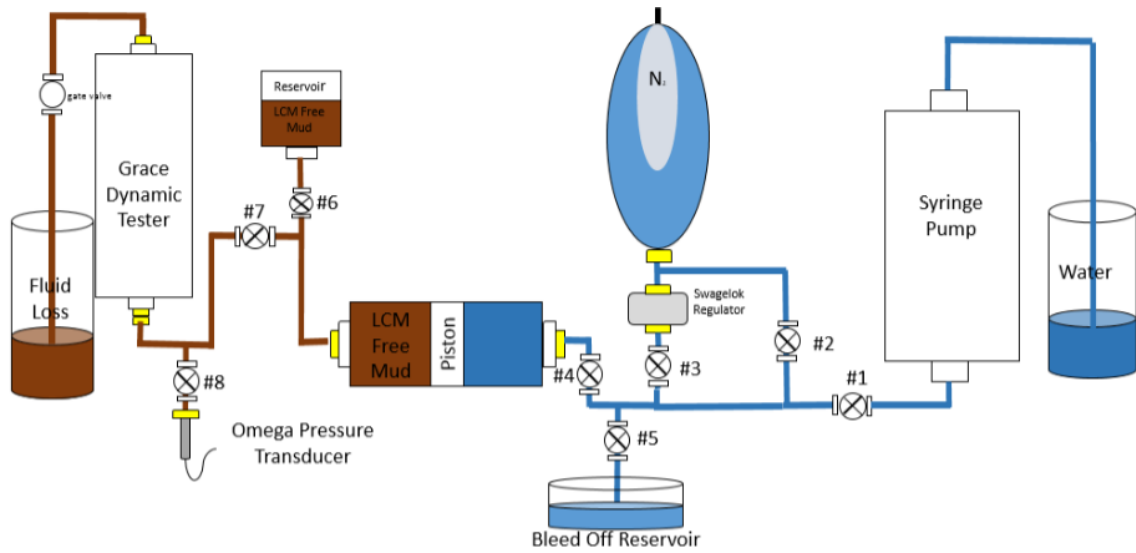 gate valve
Grace
Dynamic
Tester
Fluid
Loss
Reservoir
LCM Free
Mud
#6
#7
#8
Omega Pressure
Transducer
LCM
Free
Mud
Piston
#4
N₂
Swagelok
Regulator
#3
#2
#1
#5
Bleed Off Reservoir
Syringe
Pump
Water